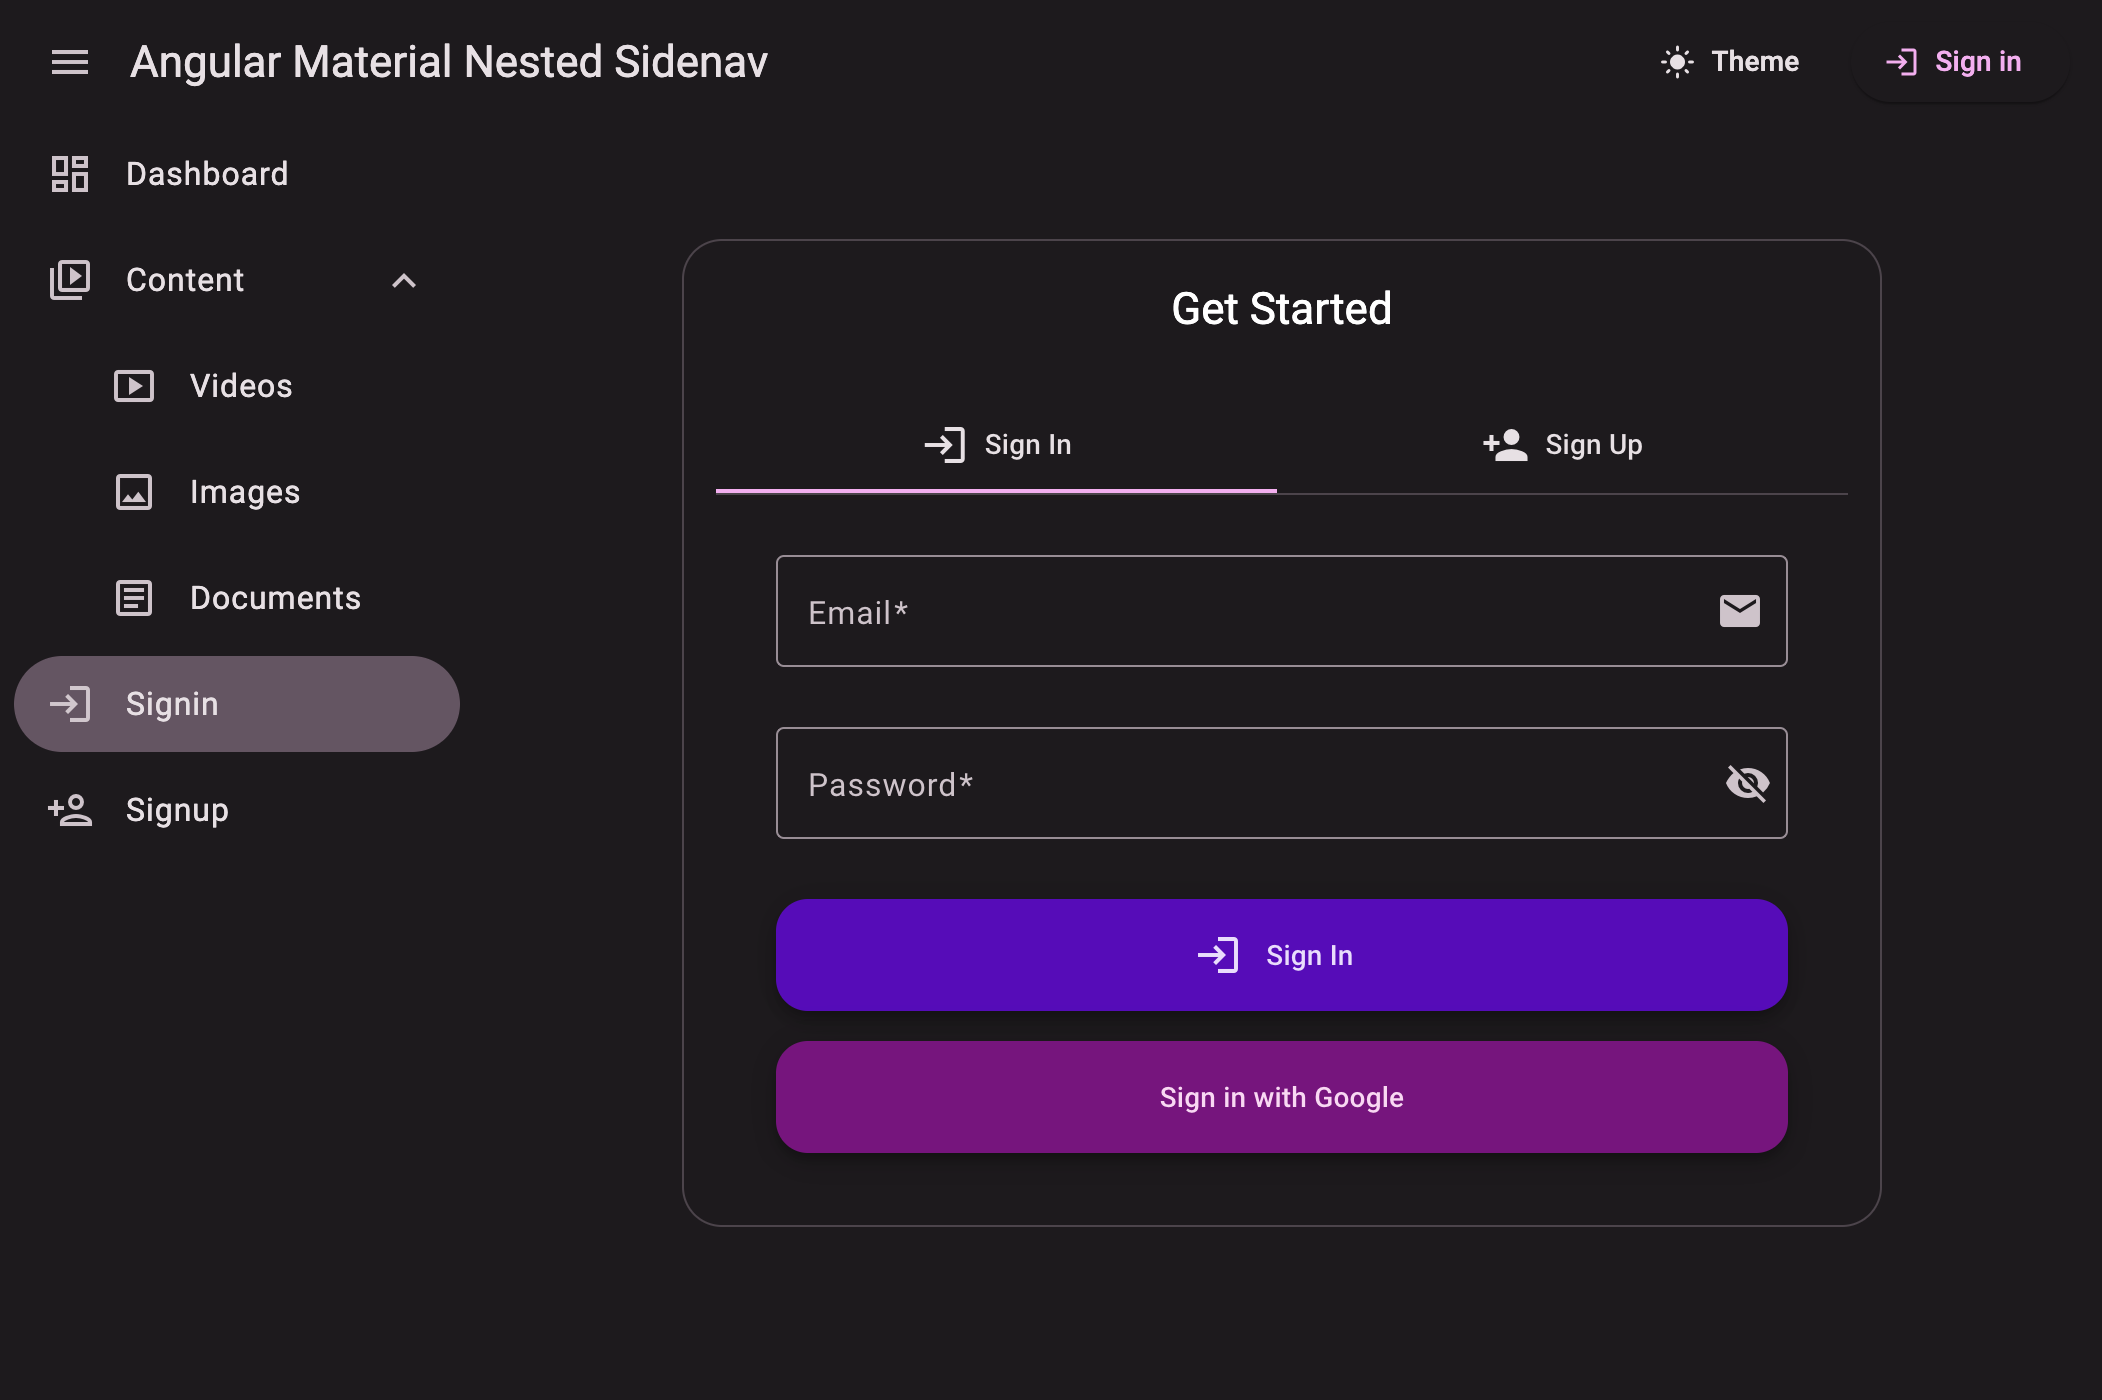 Angular Material Nested Sidenav
Theme
Sign in
Dashboard
Content
Videos
Images
Documents
Signin
Signup
Get Started
Sign In
Sign Up
Email*
Password*
Sign In
Sign in with Google